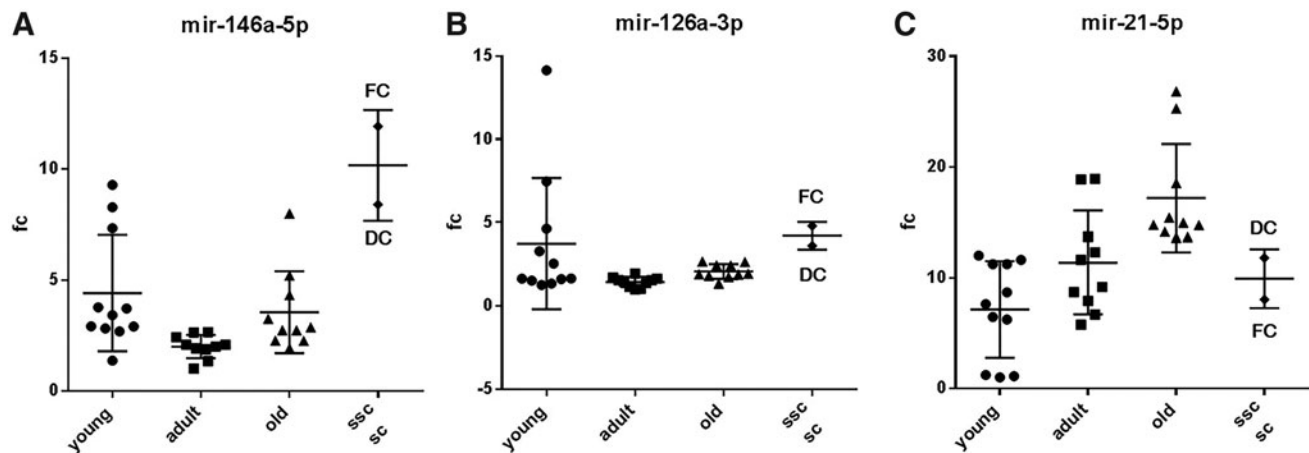 A
mir-146a-5p
fc
15
10
5
0
FC
DC
young
adult
old
ssc
sc
B
mir-126a-3p
fc
15
10
5
0
-5
FC
DC
young
adult
old
ssc
sc
C
mir-21-5p
fc
30
20
10
0
DC
FC
young
adult
old
ssc
sc